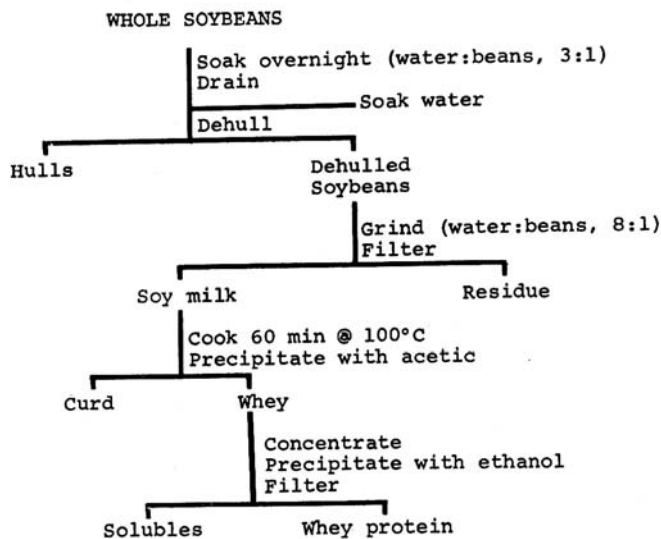 WHOLE SOYBEANS
Soak overnight (water:beans, 3:1)
Drain
Soak water
Dehull
Hulls
Dehulled
Soybeans
Grind (water:beans, 8:1)
Filter
Soy milk
Residue
Cook 60 min @ 100°C
Precipitate with acetic
Curd
Whey
Concentrate
Precipitate with ethanol
Filter
Solubles
Whey protein